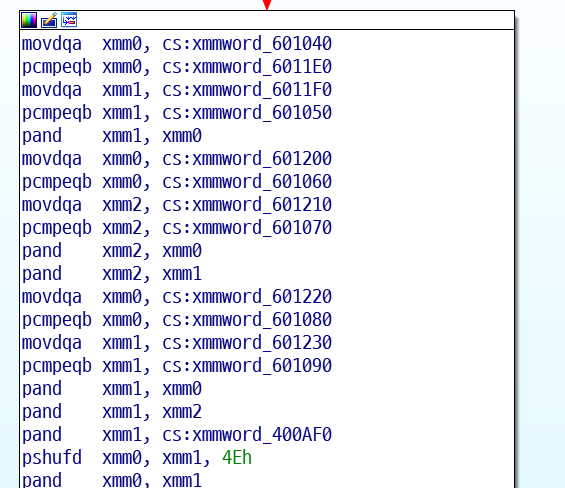 movdqa  xmm0, cs:xmmword_601040
pcmpeqb xmm0, cs:xmmword_6011E0
movdqa  xmm1, cs:xmmword_6011F0
pcmpeqb xmm1, cs:xmmword_601050
pand    xmm1, xmm0
movdqa  xmm0, cs:xmmword_601200
pcmpeqb xmm0, cs:xmmword_601060
movdqa  xmm2, cs:xmmword_601210
pcmpeqb xmm2, cs:xmmword_601070
pand    xmm2, xmm0
pand    xmm2, xmm1
movdqa  xmm0, cs:xmmword_601220
pcmpeqb xmm0, cs:xmmword_601080
movdqa  xmm1, cs:xmmword_601230
pcmpeqb xmm1, cs:xmmword_601090
pand    xmm1, xmm0
pand    xmm1, xmm2
pand    xmm1, cs:xmmword_400AF0
pshufd  xmm0, xmm1, 4Eh
pand    xmm0, xmm1